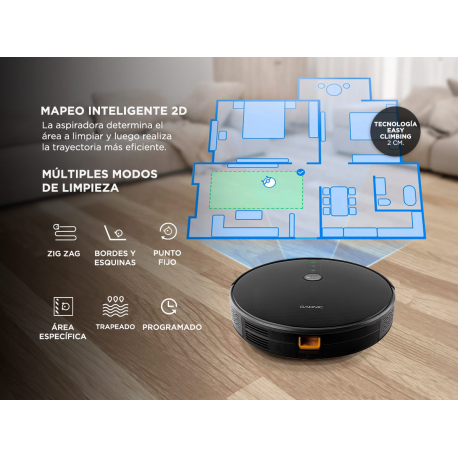 MAPEO INTELIGENTE 2D
La aspiradora determina el
área a limpiar y luego realiza
la trayectoria más eficiente.
TECNOLOGÍA
EASY
CLIMBING
2 CM.
MÚLTIPLES MODOS
DE LIMPIEZA
ZIG ZAG
BORDES Y
ESQUINAS
PUNTO
FIJO
ÁREA
ESPECÍFICA
TRAPEADO
PROGRAMADO